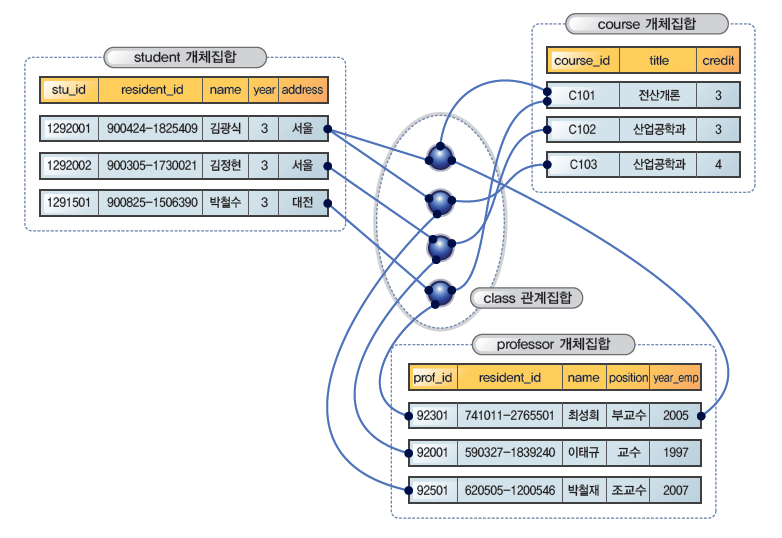 student 개체집합
stu_id resident_id name year address
1292001 900424-1825409 김광식 3 서울
1292002 900305-1730021 김정현 3 서울
1291501 900825-1506390 박철수 3 대전
course 개체집합
course_id title credit
C101 전산개론 3
C102 산업공학과 3
C103 산업공학과 4
class 관계집합
professor 개체집합
prof_id resident_id name position year_emp
92301 741011-2765501 최성희 부교수 2005
92001 590327-1839240 이태규 교수 1997
92501 620505-1200546 박철재 조교수 2007